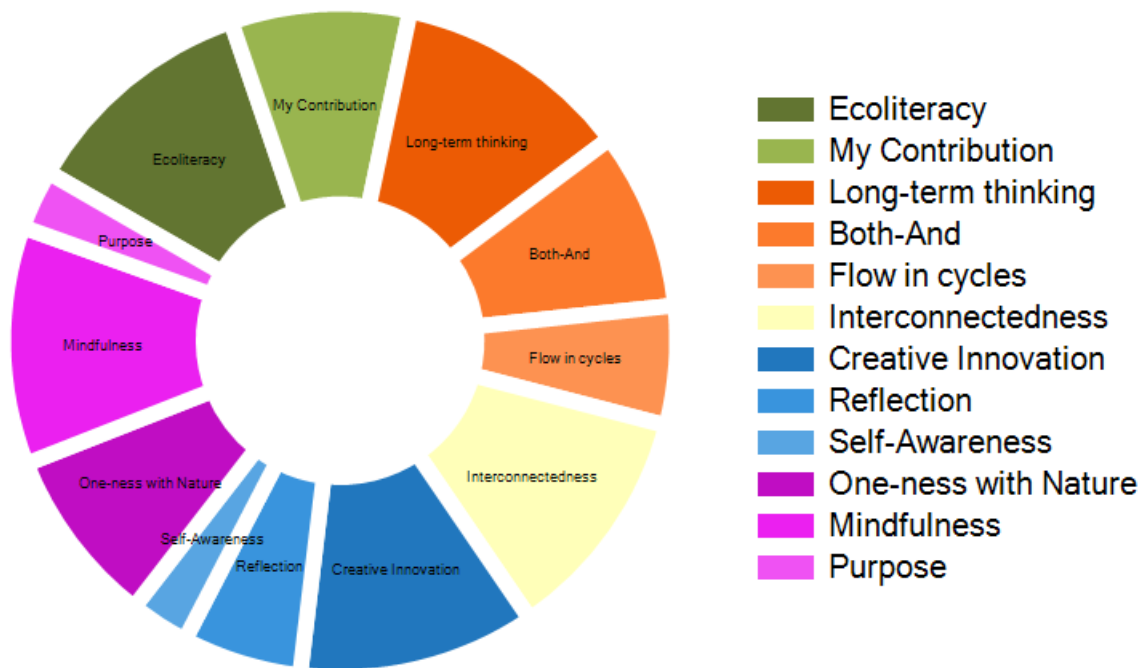 My Contribution
Long-term thinking
Ecoliteracy
Purpose
Both-And
Mindfulness
Flow in cycles
One-ness with Nature
Interconnectedness
Self-Awareness
Reflection
Creative Innovation
Ecoliteracy
My Contribution
Long-term thinking
Both-And
Flow in cycles
Interconnectedness
Creative Innovation
Reflection
Self-Awareness
One-ness with Nature
Mindfulness
Purpose